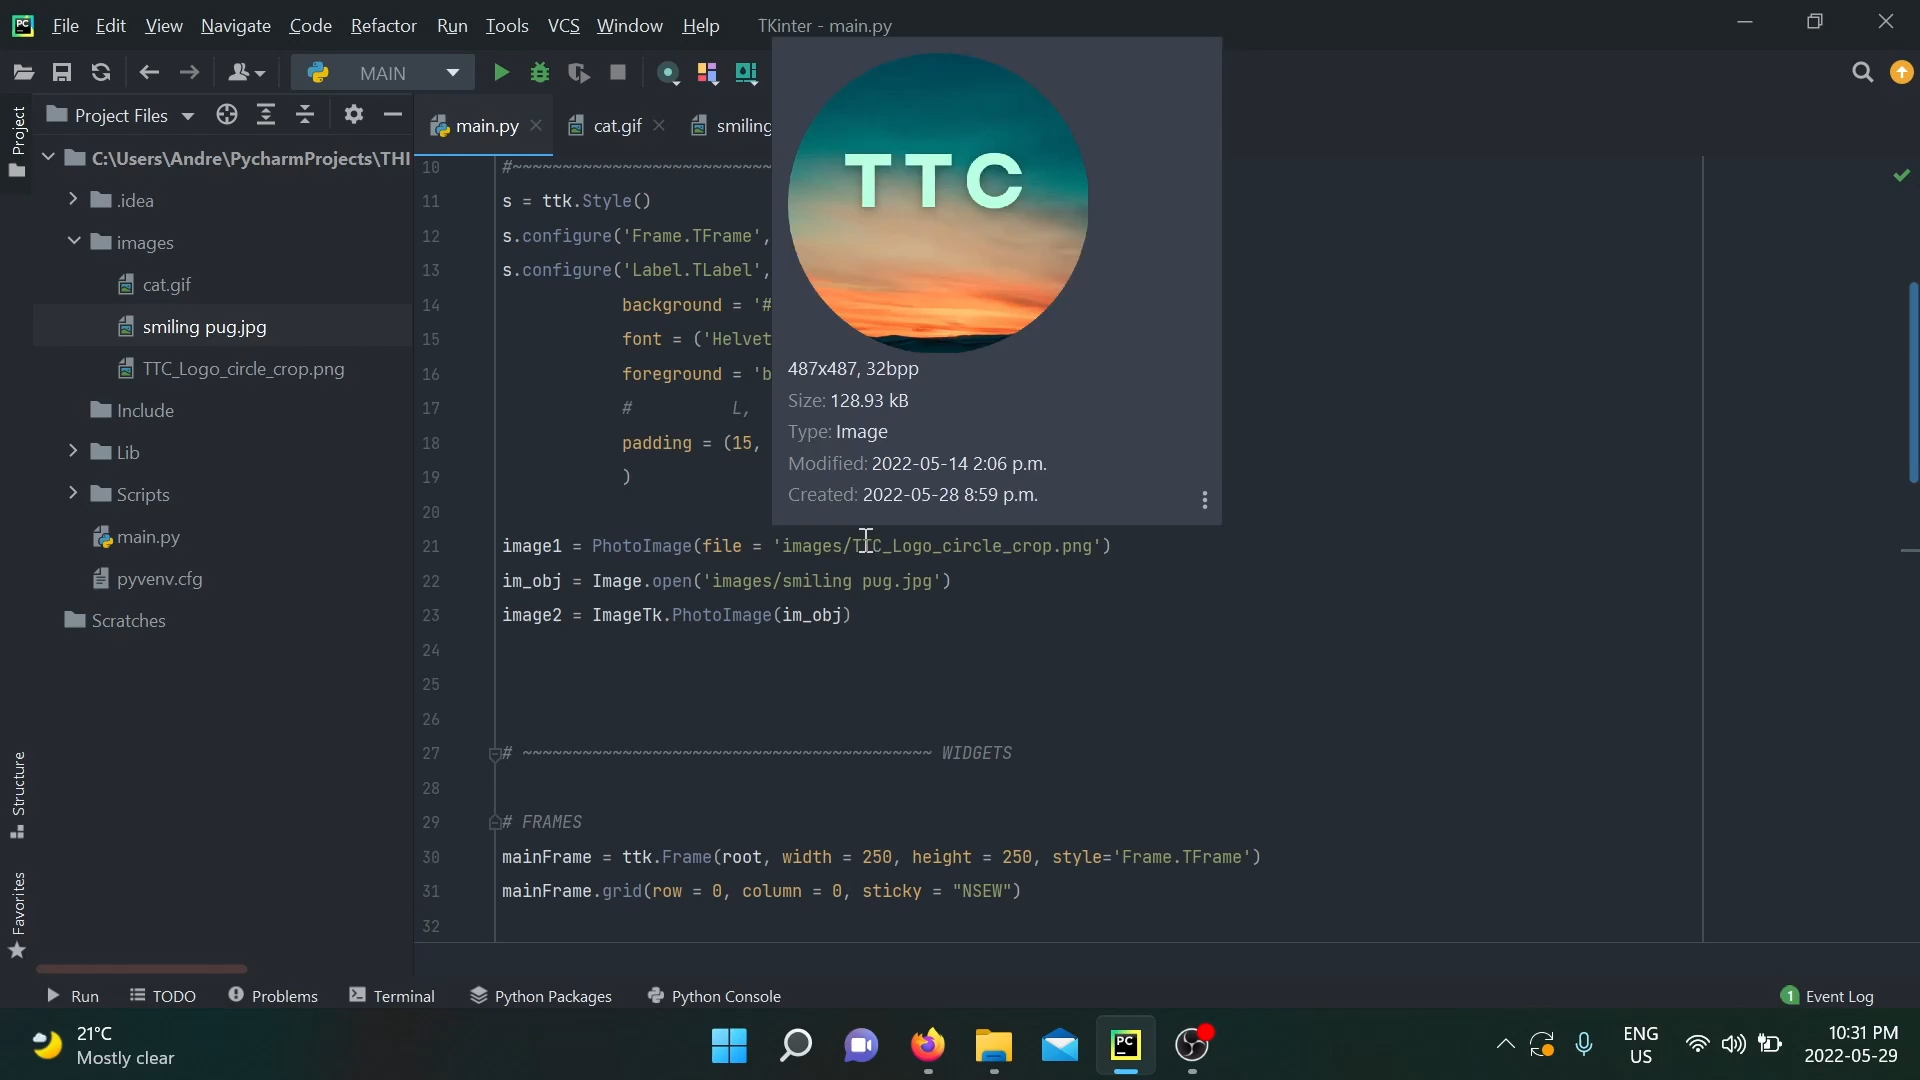 PC File Edit View Navigate Code Refactor Run Tools VCS Window Help TKinter - main.py
MAIN
Project
Project Files
main.py
cat.gif
smiling
C:\Users\Andre\PycharmProjects\THI
.idea
images
cat.gif
smiling pug.jpg
TTC_Logo_circle_crop.png
Include
Lib
Scripts
main.py
pyvenv.cfg
Scratches
Structure
Favorites
10 #~~~~~~~~~~~~~~~~~~~~~~~~~~
11 s = ttk.Style()
12 s.configure('Frame.TFrame',
13 s.configure('Label.TLabel',
14 background = '#
15 font = ('Helvet
16 foreground = 'b
17 # L,
18 padding = (15,
19 )
20
21 image1 = PhotoImage(file = 'images/TTC_Logo_circle_crop.png')
22 im_obj = Image.open('images/smiling pug.jpg')
23 image2 = ImageTk.PhotoImage(im_obj)
24
25
26
27 # ~~~~~~~~~~~~~~~~~~~~~~~~~~~~~~~~~~~~~~~~~ WIDGETS
28
29 # FRAMES
30 mainFrame = ttk.Frame(root, width = 250, height = 250, style='Frame.TFrame')
31 mainFrame.grid(row = 0, column = 0, sticky = "NSEW")
32
TTC
487x487, 32bpp
Size: 128.93 kB
Type: Image
Modified: 2022-05-14 2:06 p.m.
Created: 2022-05-28 8:59 p.m.
Run TODO Problems Terminal Python Packages Python Console 1 Event Log
21°C
Mostly clear
PC
ENG
US
10:31 PM
2022-05-29